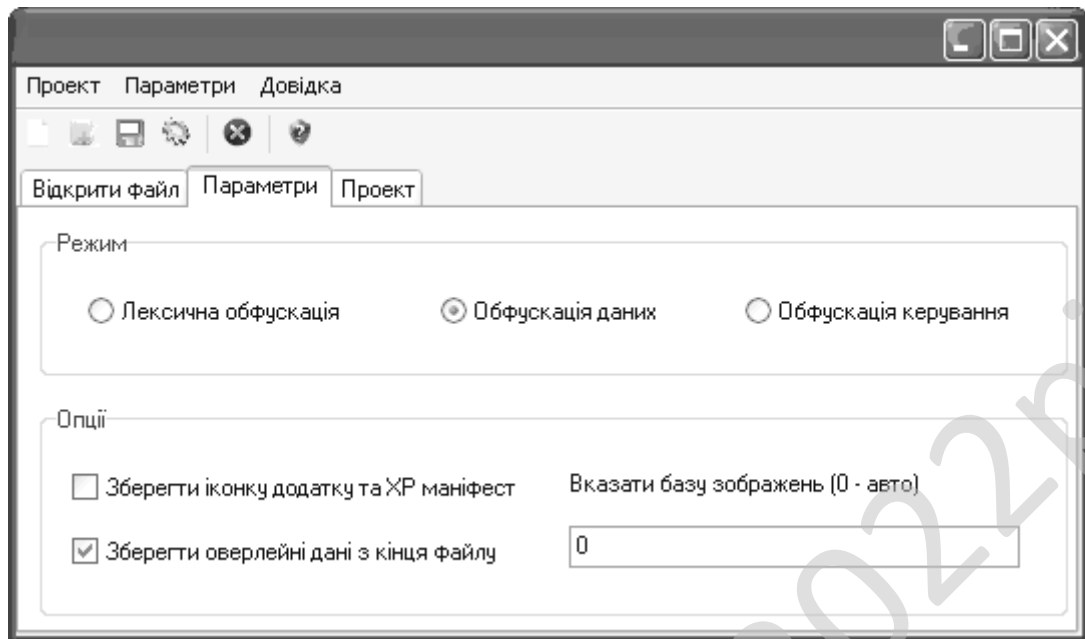 Проект Параметри Довідка
Відкрити файл Параметри Проект
Режим
Лексична обфускація Обфускація даних Обфускація керування
Опції
Зберегти іконку додатку та XP маніфест Вказати базу зображень (0 - авто)
Зберегти оверлейні дані з кінця файлу 0